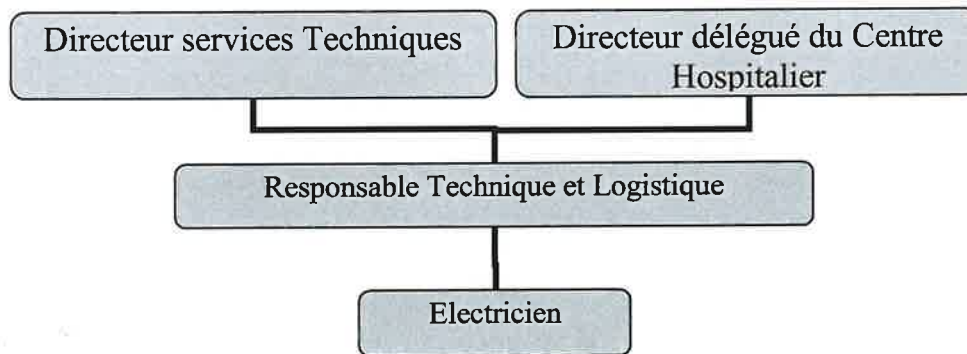 Directeur services Techniques
Directeur délégué du Centre
Hospitalier
Responsable Technique et Logistique
Electricien